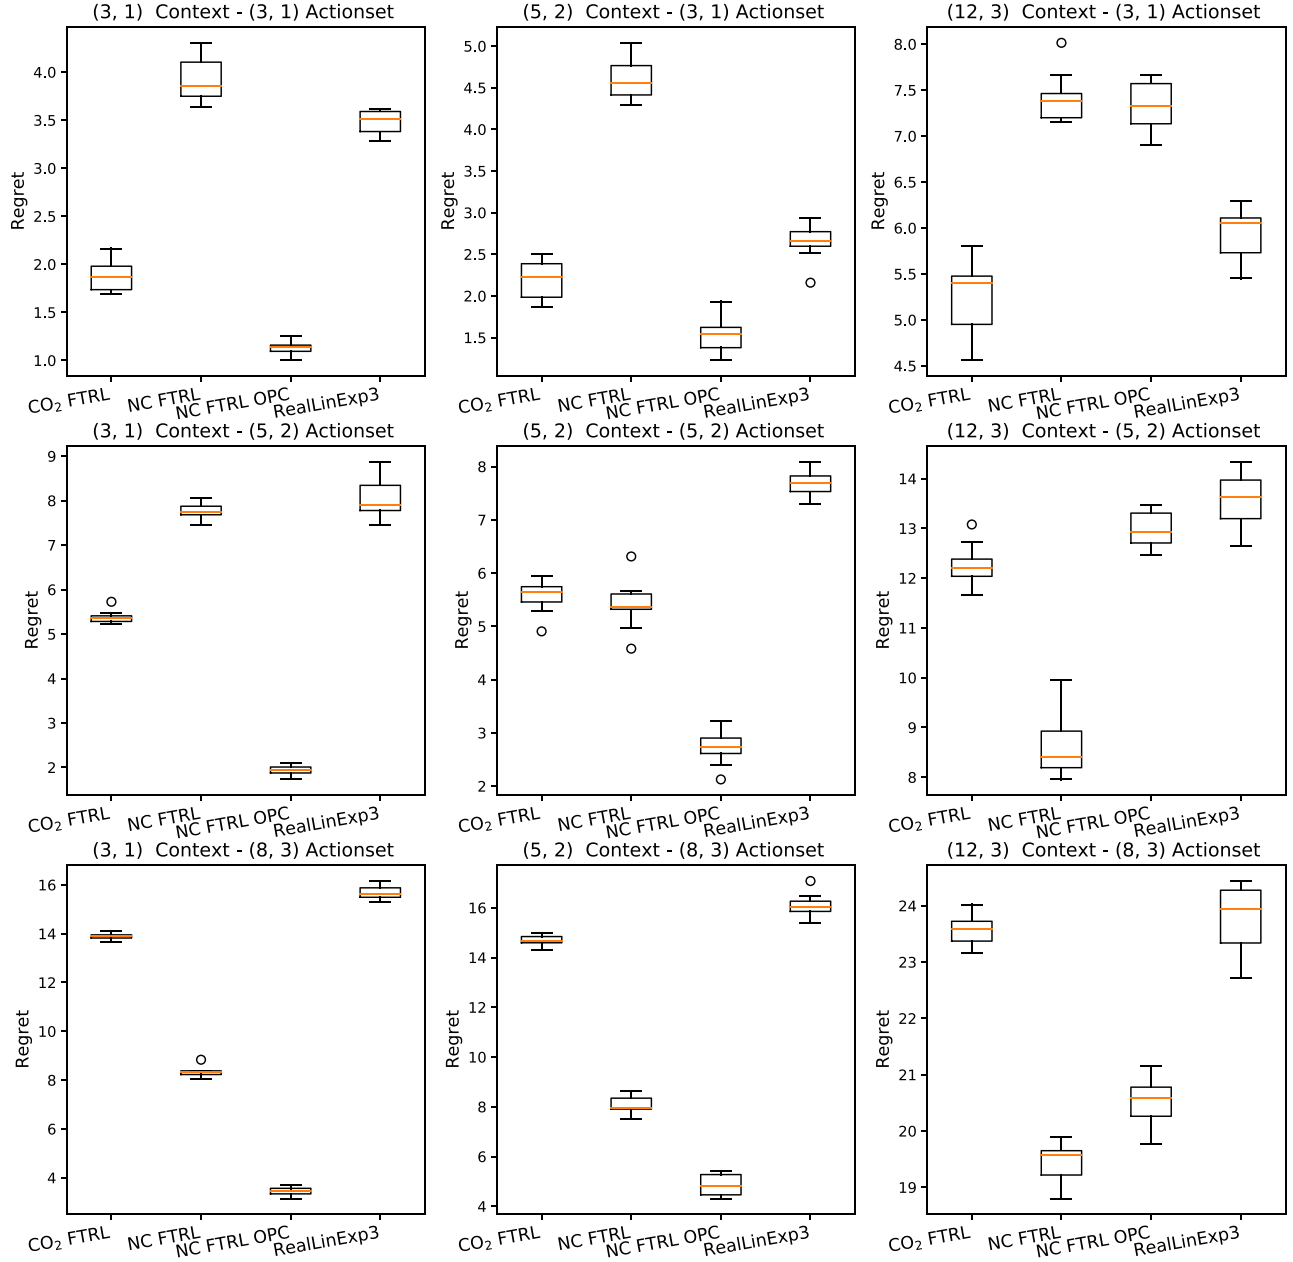 (3, 1)  Context - (3, 1) Actionset
Regret
4.0
3.5
3.0
2.5
2.0
1.5
1.0
CO₂ FTRL
NC FTRL
NC FTRL OPC
RealLinExp3
(5, 2)  Context - (3, 1) Actionset
Regret
5.0
4.5
4.0
3.5
3.0
2.5
2.0
1.5
CO₂ FTRL
NC FTRL
NC FTRL OPC
RealLinExp3
(12, 3)  Context - (3, 1) Actionset
Regret
8.0
7.5
7.0
6.5
6.0
5.5
5.0
4.5
CO₂ FTRL
NC FTRL
NC FTRL OPC
RealLinExp3
(3, 1)  Context - (5, 2) Actionset
Regret
9
8
7
6
5
4
3
2
CO₂ FTRL
NC FTRL
NC FTRL OPC
RealLinExp3
(5, 2)  Context - (5, 2) Actionset
Regret
8
7
6
5
4
3
2
CO₂ FTRL
NC FTRL
NC FTRL OPC
RealLinExp3
(12, 3)  Context - (5, 2) Actionset
Regret
14
13
12
11
10
9
8
CO₂ FTRL
NC FTRL
NC FTRL OPC
RealLinExp3
(3, 1)  Context - (8, 3) Actionset
Regret
16
14
12
10
8
6
4
CO₂ FTRL
NC FTRL
NC FTRL OPC
RealLinExp3
(5, 2)  Context - (8, 3) Actionset
Regret
16
14
12
10
8
6
4
CO₂ FTRL
NC FTRL
NC FTRL OPC
RealLinExp3
(12, 3)  Context - (8, 3) Actionset
Regret
24
23
22
21
20
19
CO₂ FTRL
NC FTRL
NC FTRL OPC
RealLinExp3